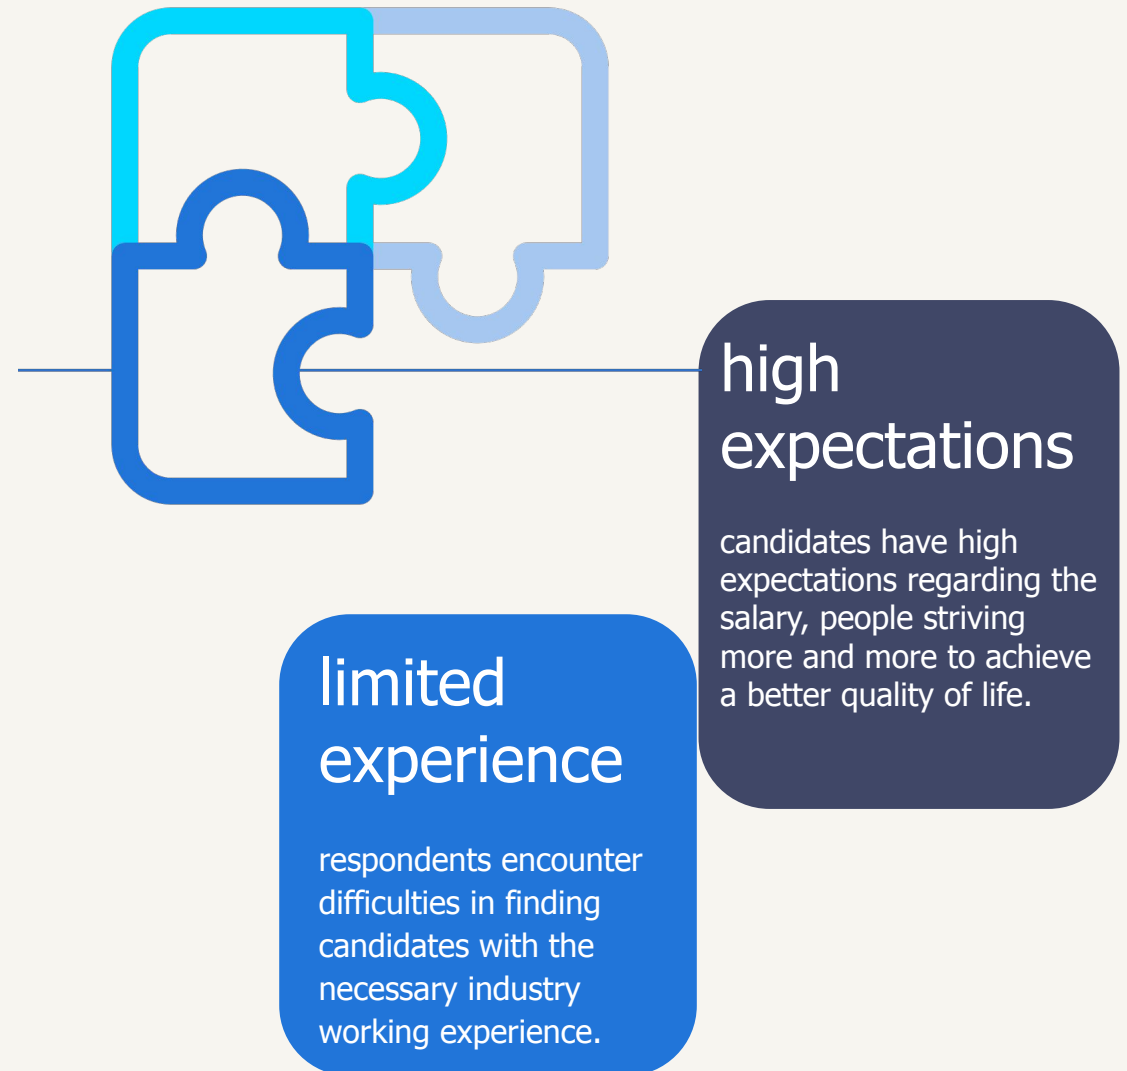 high
expectations
candidates have high
expectations regarding the
salary, people striving
more and more to achieve
a better quality of life.
limited
experience
respondents encounter
difficulties in finding
candidates with the
necessary industry
working experience.